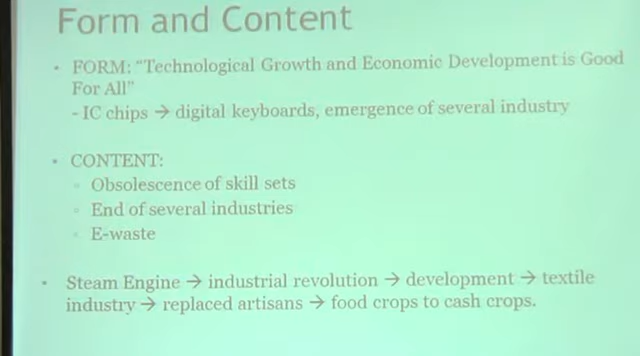 Form and Content
• FORM: "Technological Growth and Economic Development is Good
For All"
- IC chips → digital keyboards, emergence of several industry
• CONTENT:
▫ Obsolescence of skill sets
▫ End of several industries
▫ E-waste
• Steam Engine → industrial revolution → development → textile
industry → replaced artisans → food crops to cash crops.